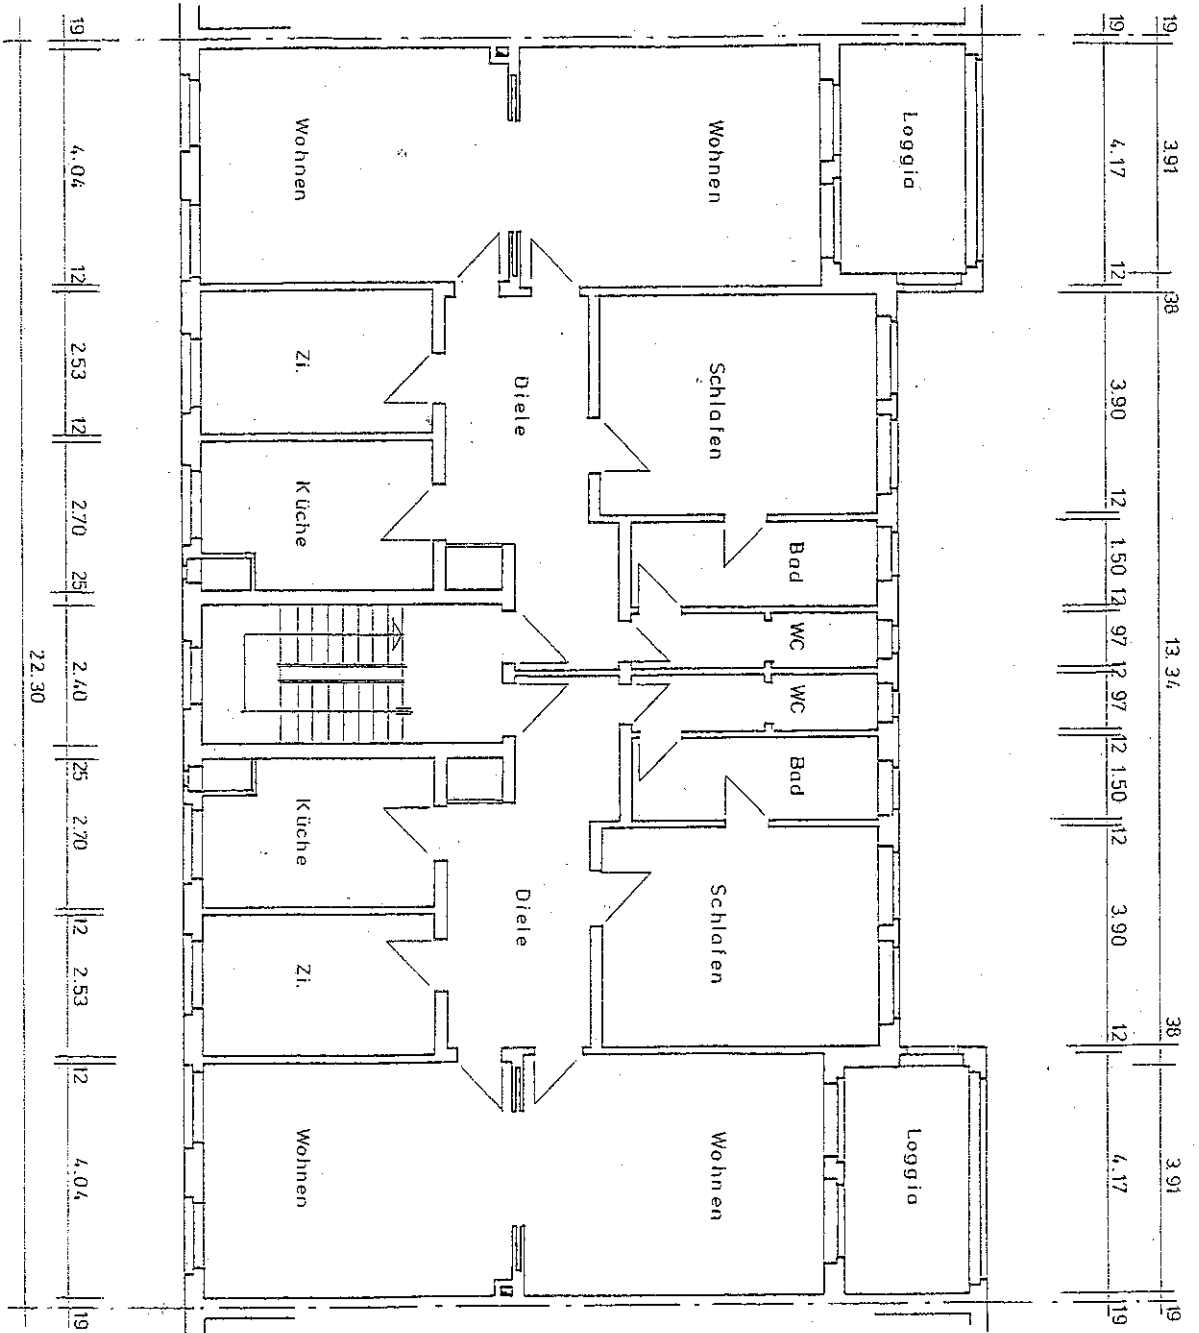 19 3.91 38 13.34 38 3.91 19
19 4.17 12 3.90 12 1.50 12 97 12 97 12 1.50 12 3.90 12 4.17 19
Loggia Loggia
Bad WC WC Bad
Wohnen Schlafen Schlafen Wohnen
Diele Diele
Wohnen Zi. Küche Küche Zi. Wohnen
19 4.04 12 2.53 12 2.70 25 2.40 25 2.70 12 2.53 12 4.04 19
22.30